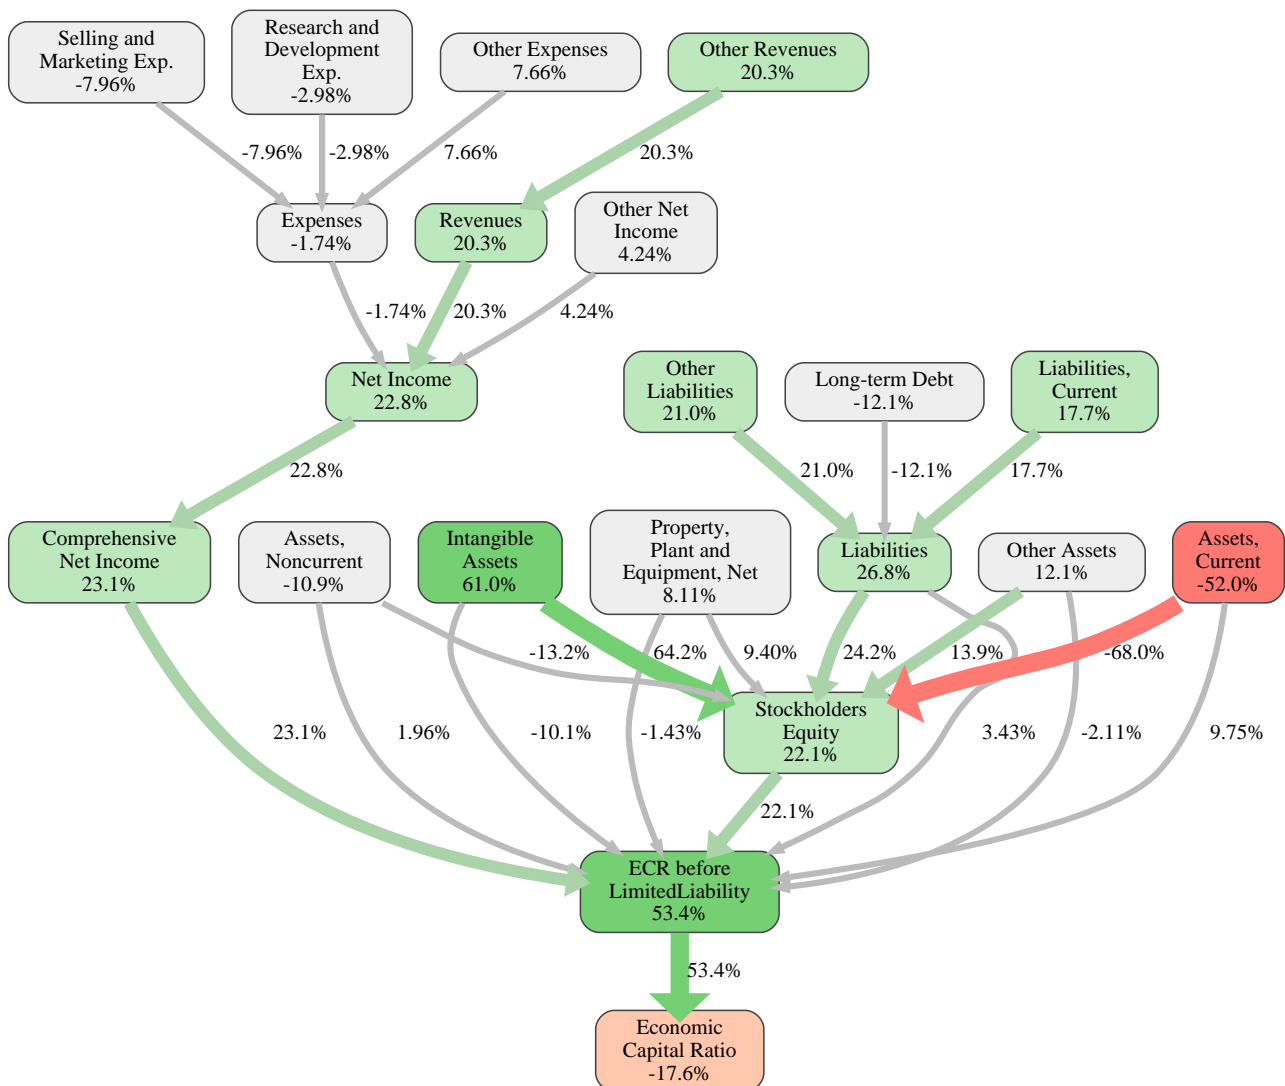 Selling and
Marketing Exp.
-7.96%
Research and
Development
Exp.
-2.98%
Other Expenses
7.66%
Other Revenues
20.3%
-7.96%
-2.98%
7.66%
20.3%
Expenses
-1.74%
Revenues
20.3%
Other Net
Income
4.24%
-1.74%
20.3%
4.24%
Net Income
22.8%
Other
Liabilities
21.0%
Long-term Debt
-12.1%
Liabilities,
Current
17.7%
22.8%
21.0%
-12.1%
17.7%
Comprehensive
Net Income
23.1%
Assets,
Noncurrent
-10.9%
Intangible
Assets
61.0%
Property,
Plant and
Equipment, Net
8.11%
Liabilities
26.8%
Other Assets
12.1%
Assets,
Current
-52.0%
-13.2%
64.2%
9.40%
24.2%
13.9%
-68.0%
Stockholders
Equity
22.1%
23.1%
1.96%
-10.1%
-1.43%
3.43%
-2.11%
9.75%
22.1%
ECR before
LimitedLiability
53.4%
53.4%
Economic
Capital Ratio
-17.6%